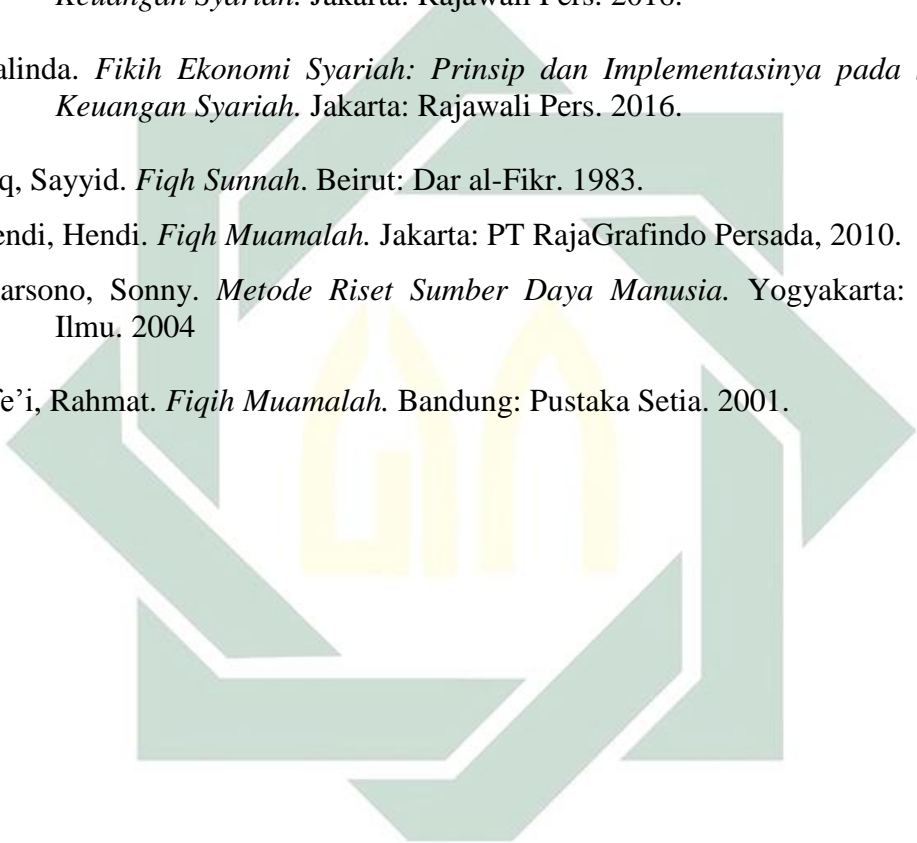 Keuangan Syariah. Jakarta: Rajawali Pers. 2016.
alinda. Fikih Ekonomi Syariah: Prinsip dan Implementasinya pada
Keuangan Syariah. Jakarta: Rajawali Pers. 2016.
q, Sayyid. Fiqh Sunnah. Beirut: Dar al-Fikr. 1983.
endi, Hendi. Fiqh Muamalah. Jakarta: PT RajaGrafindo Persada, 2010.
arsono, Sonny. Metode Riset Sumber Daya Manusia. Yogyakarta:
Ilmu. 2004
e’i, Rahmat. Fiqih Muamalah. Bandung: Pustaka Setia. 2001.